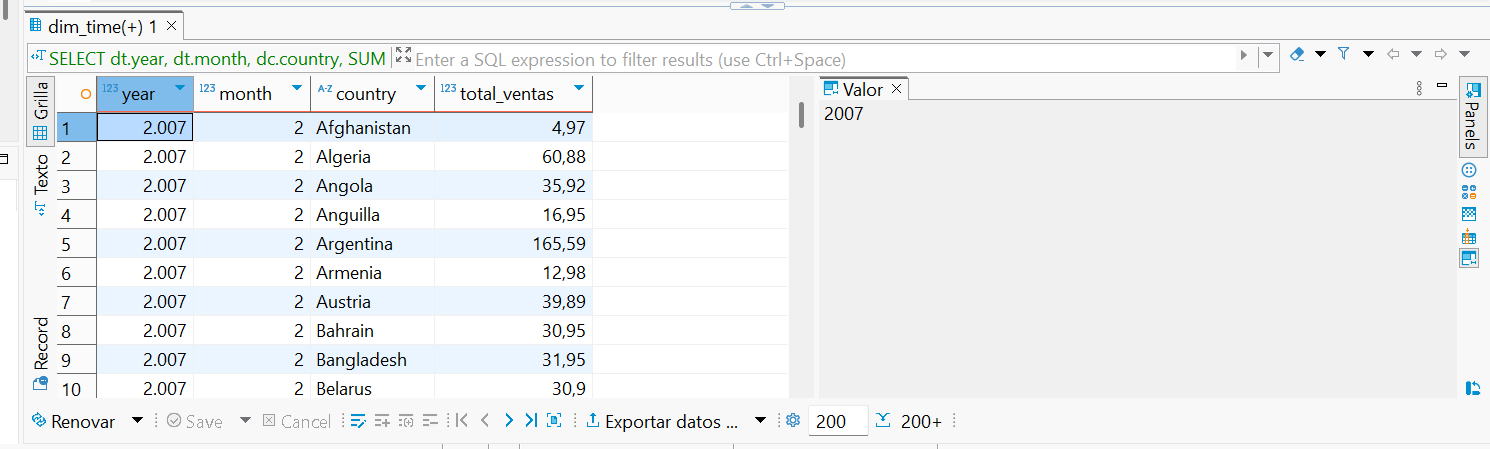 dim_time(+) 1
SELECT dt.year, dt.month, dc.country, SUM Enter a SQL expression to filter results (use Ctrl+Space)
Grilla
Texto
Record
123 year 123 month A-Z country 123 total_ventas
1 2.007 2 Afghanistan 4,97
2 2.007 2 Algeria 60,88
3 2.007 2 Angola 35,92
4 2.007 2 Anguilla 16,95
5 2.007 2 Argentina 165,59
6 2.007 2 Armenia 12,98
7 2.007 2 Austria 39,89
8 2.007 2 Bahrain 30,95
9 2.007 2 Bangladesh 31,95
10 2.007 2 Belarus 30,9
Valor
2007
Panels
Renovar Save Cancel Exportar datos ... 200 200+